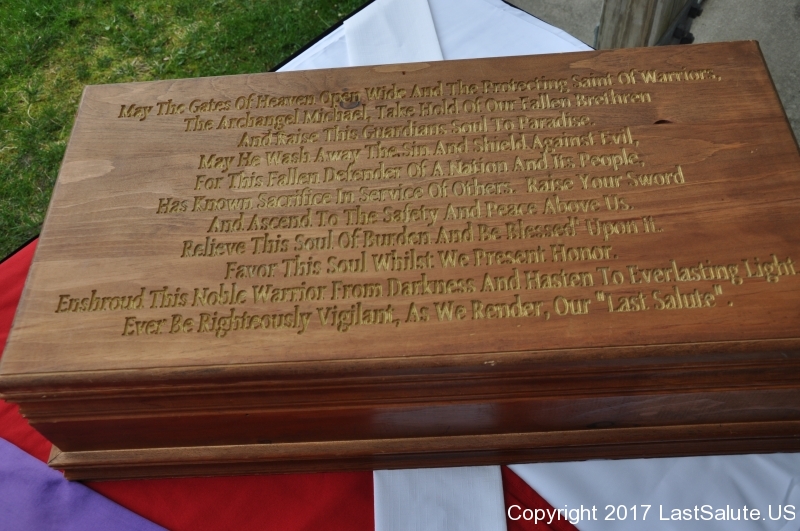 May The Gates Of Heaven Open Wide And The Protecting Saint Of Warriors,
The Archangel Michael, Take Hold Of Our Fallen Brethren
And Raise This Guardians Soul To Paradise.
May He Wash Away The Sin And Shield Against Evil,
For This Fallen Defender Of A Nation And Its People,
Has Known Sacrifice In Service Of Others. Raise Your Sword
And Ascend To The Safety And Peace Above Us.
Relieve This Soul Of Burden And Be Blessed Upon It.
Favor This Soul Whilst We Present Honor.
Enshroud This Noble Warrior From Darkness And Hasten To Everlasting Light
Ever Be Righteously Vigilant, As We Render, Our "Last Salute".
Copyright 2017 LastSalute.US